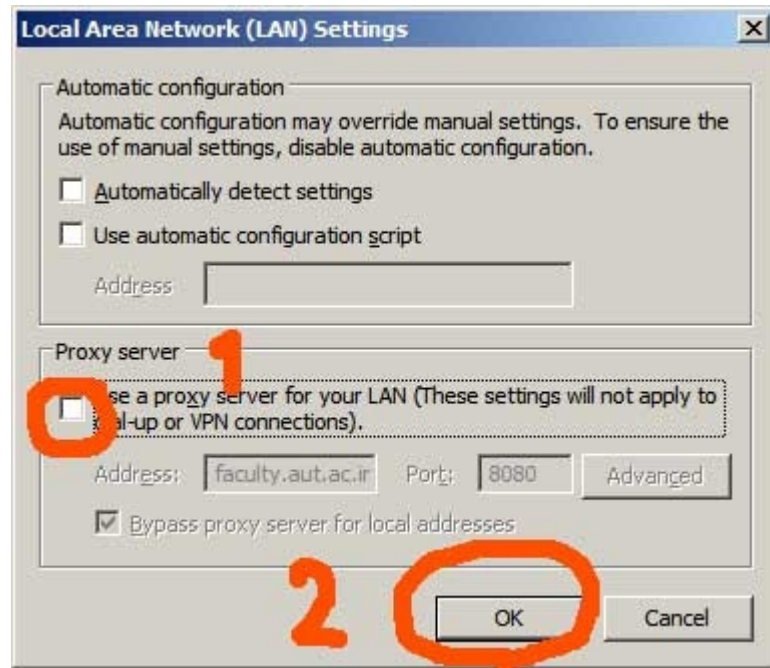 Local Area Network (LAN) Settings
Automatic configuration
Automatic configuration may override manual settings. To ensure the
use of manual settings, disable automatic configuration.
Automatically detect settings
Use automatic configuration script
Address
1
Proxy server
a proxy server for your LAN (These settings will not apply to
or VPN connections).
Address: faculty.aut.ac.ir Port: 8080 Advanced
Bypass proxy server for local addresses
2
OK Cancel